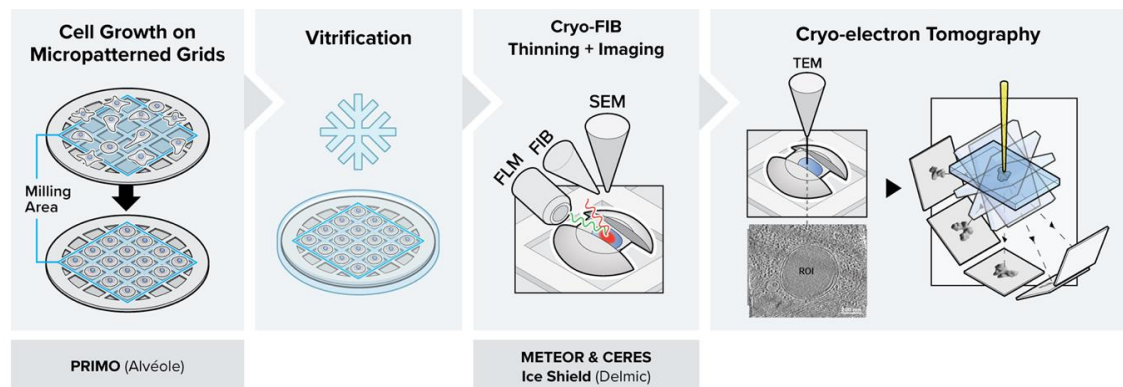 Cell Growth on
Micropatterned Grids
Milling
Area
PRIMO (Alvéole)
Vitrification
Cryo-FIB
Thinning + Imaging
SEM
FIB
FLM
METEOR & CERES
Ice Shield (Delmic)
Cryo-electron Tomography
TEM
ROI